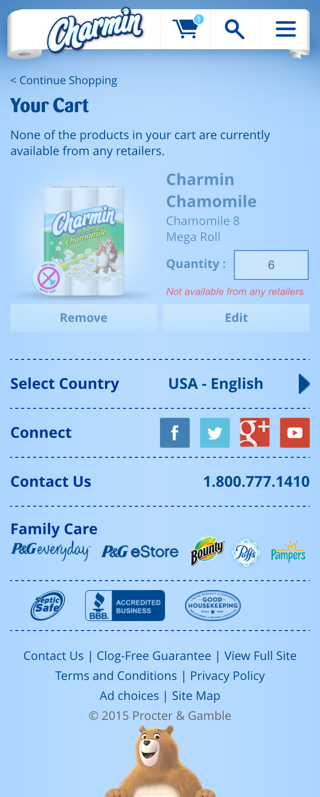 Charmin
1
< Continue Shopping
Your Cart
None of the products in your cart are currently
available from any retailers.
Charmin
Chamomile
Chamomile 8
Mega Roll
Charmin
Chamomile
Quantity :
6
Not available from any retailers
Remove
Edit
Select Country
USA - English
Connect
f
g+
Contact Us
1.800.777.1410
Family Care
P&G everyday
P&G eStore
Bounty
Puffs
Pampers
Septic Safe
BBB.
ACCREDITED
BUSINESS
GOOD
HOUSEKEEPING
Contact Us | Clog-Free Guarantee | View Full Site
Terms and Conditions | Privacy Policy
Ad choices | Site Map
© 2015 Procter & Gamble